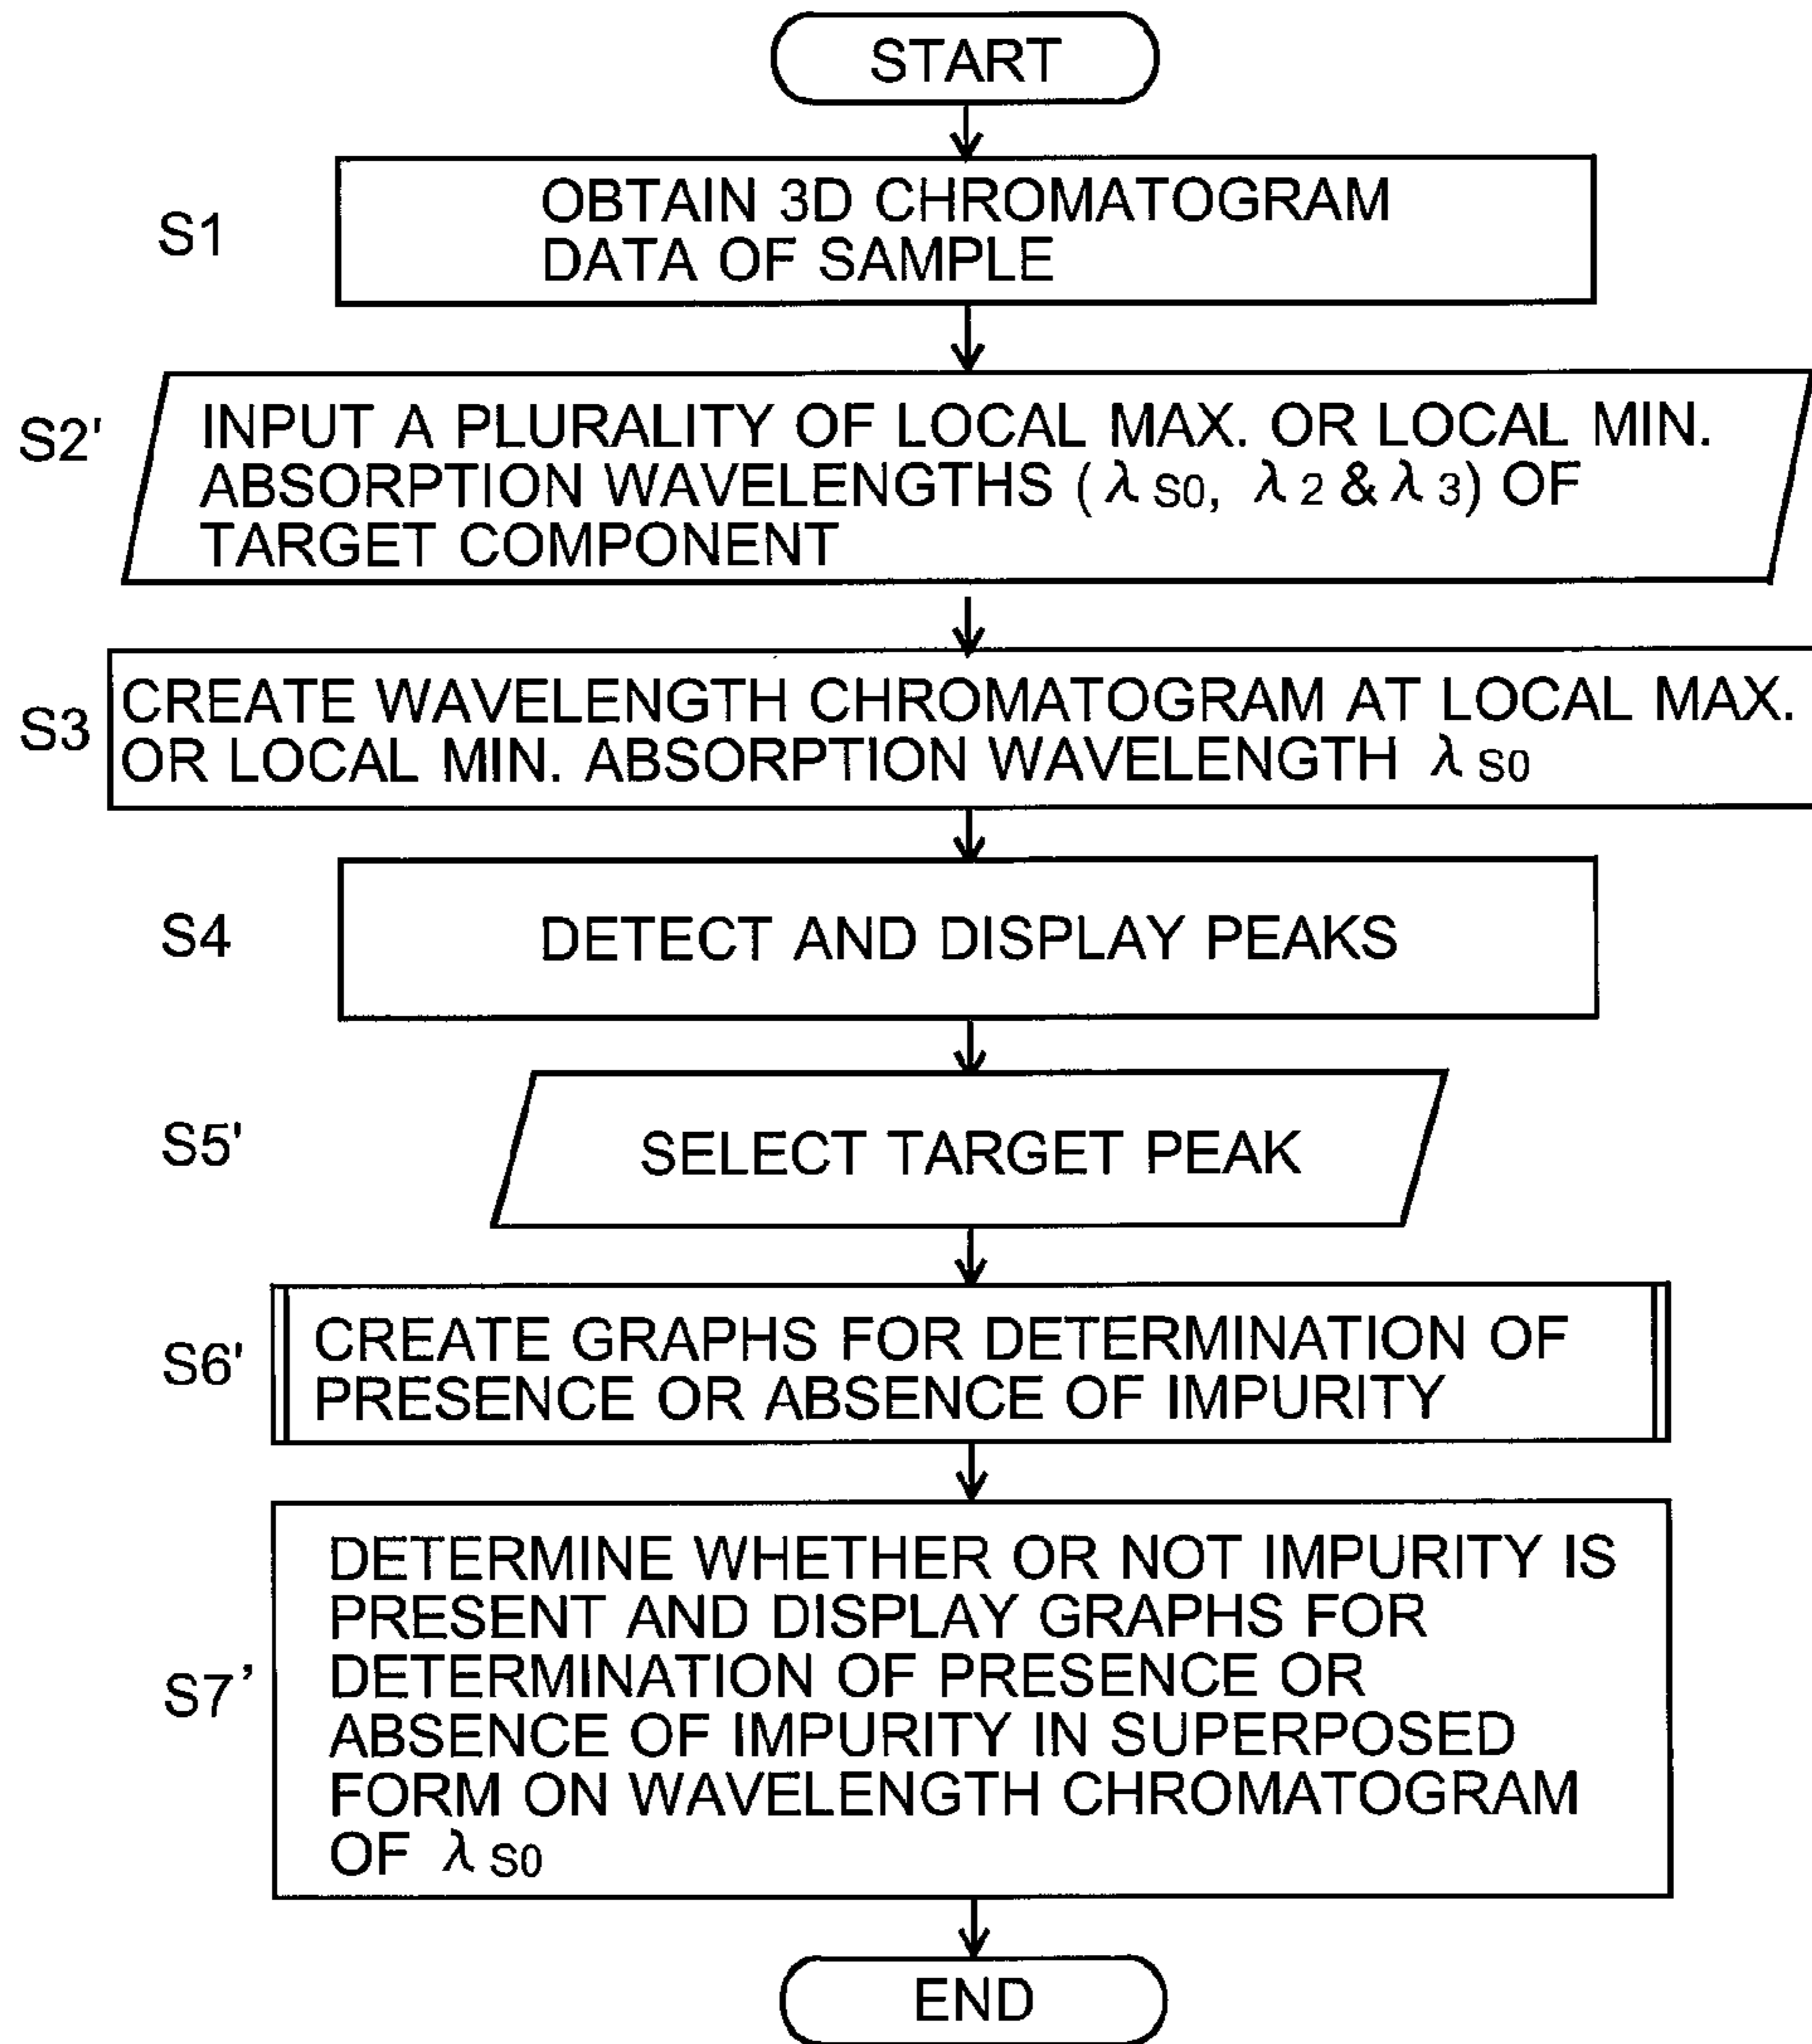 START
S1
OBTAIN 3D CHROMATOGRAM
DATA OF SAMPLE
S2'
INPUT A PLURALITY OF LOCAL MAX. OR LOCAL MIN.
ABSORPTION WAVELENGTHS (λS0, λ2 & λ3) OF
TARGET COMPONENT
S3
CREATE WAVELENGTH CHROMATOGRAM AT LOCAL MAX.
OR LOCAL MIN. ABSORPTION WAVELENGTH λS0
S4
DETECT AND DISPLAY PEAKS
S5'
SELECT TARGET PEAK
S6'
CREATE GRAPHS FOR DETERMINATION OF
PRESENCE OR ABSENCE OF IMPURITY
S7'
DETERMINE WHETHER OR NOT IMPURITY IS
PRESENT AND DISPLAY GRAPHS FOR
DETERMINATION OF PRESENCE OR
ABSENCE OF IMPURITY IN SUPERPOSED
FORM ON WAVELENGTH CHROMATOGRAM
OF λS0
END